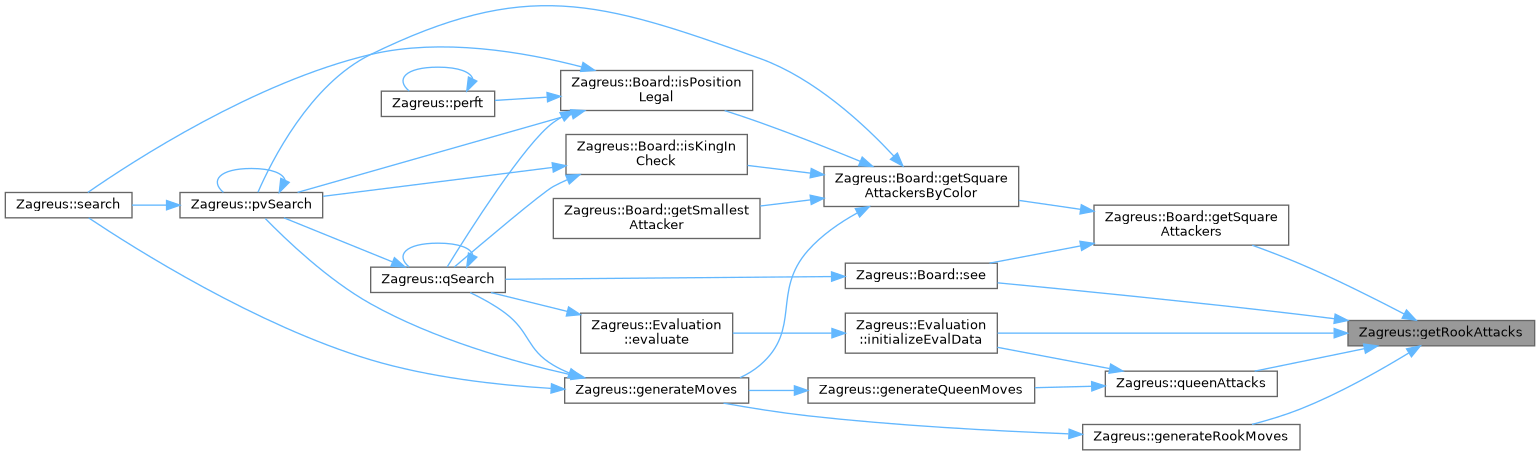 Zagreus::Board::isPosition
Legal
Zagreus::perft
Zagreus::Board::isKingIn
Check
Zagreus::Board::getSquare
AttackersByColor
Zagreus::search
Zagreus::pvSearch
Zagreus::Board::getSmallest
Attacker
Zagreus::Board::getSquare
Attackers
Zagreus::qSearch
Zagreus::Board::see
Zagreus::Evaluation
::evaluate
Zagreus::Evaluation
::initializeEvalData
Zagreus::getRookAttacks
Zagreus::generateMoves
Zagreus::generateQueenMoves
Zagreus::queenAttacks
Zagreus::generateRookMoves